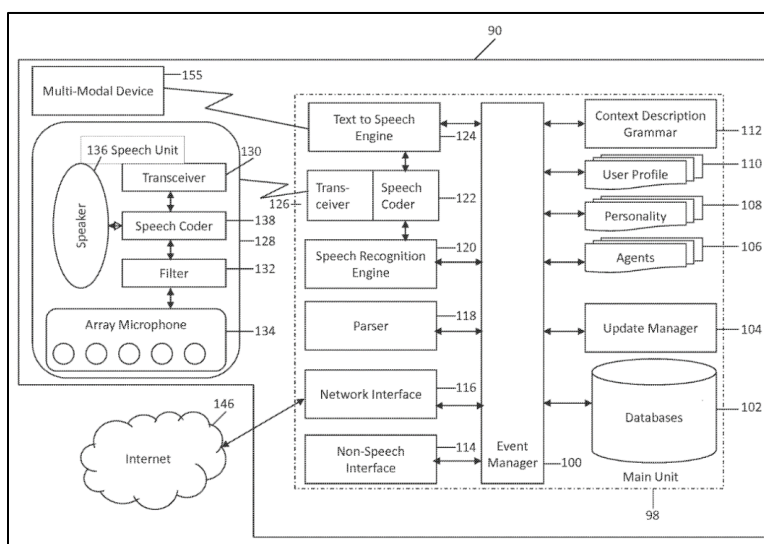 90
155
Multi-Modal Device
136 Speech Unit
130
Transceiver
Speaker
Speech Coder
138
128
Filter
132
Array Microphone
134
146
Internet
Text to Speech
Engine
124
Trans-
ceiver
126
Speech
Coder
122
Speech Recognition
Engine
120
Parser
118
Network Interface
116
Non-Speech
Interface
114
Event
Manager
100
Context Description
Grammar
112
User Profile
110
Personality
108
Agents
106
Update Manager
104
Databases
102
Main Unit
98